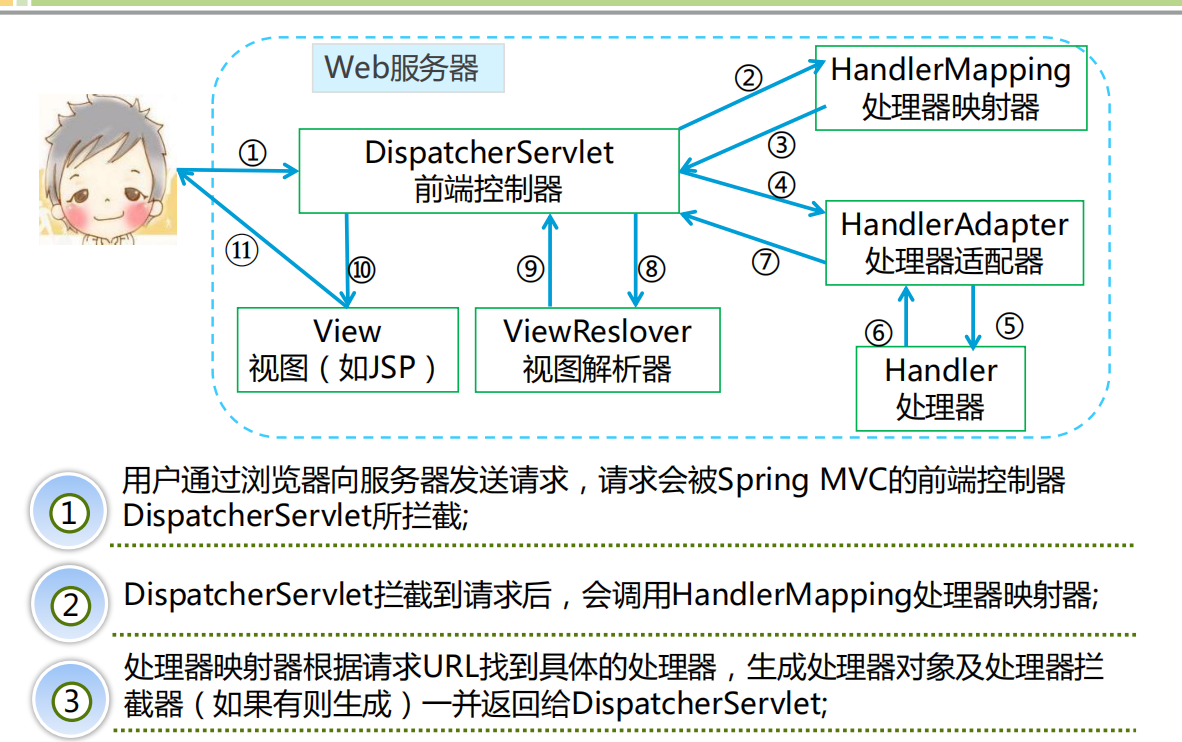 Web服务器
②
HandlerMapping
处理器映射器
①
DispatcherServlet
前端控制器
③
④
HandlerAdapter
处理器适配器
⑪
⑩
⑨
⑧
⑦
View
视图（如JSP）
ViewReslover
视图解析器
⑥
⑤
Handler
处理器
①
用户通过浏览器向服务器发送请求，请求会被Spring MVC的前端控制器
DispatcherServlet所拦截;
②
DispatcherServlet拦截到请求后，会调用HandlerMapping处理器映射器;
③
处理器映射器根据请求URL找到具体的处理器，生成处理器对象及处理器拦
截器（如果有则生成）一并返回给DispatcherServlet;